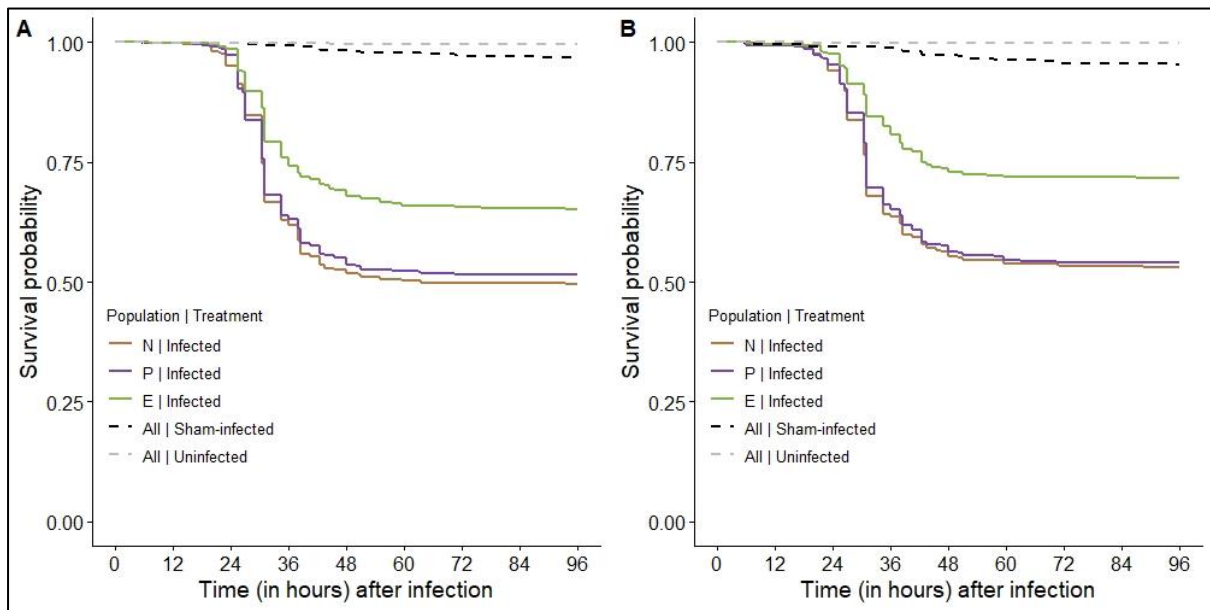 A
Survival probability
1.00
0.75
0.50
0.25
0.00
Population | Treatment
N | Infected
P | Infected
E | Infected
All | Sham-infected
All | Uninfected
0 12 24 36 48 60 72 84 96
Time (in hours) after infection
B
Survival probability
1.00
0.75
0.50
0.25
0.00
Population | Treatment
N | Infected
P | Infected
E | Infected
All | Sham-infected
All | Uninfected
0 12 24 36 48 60 72 84 96
Time (in hours) after infection